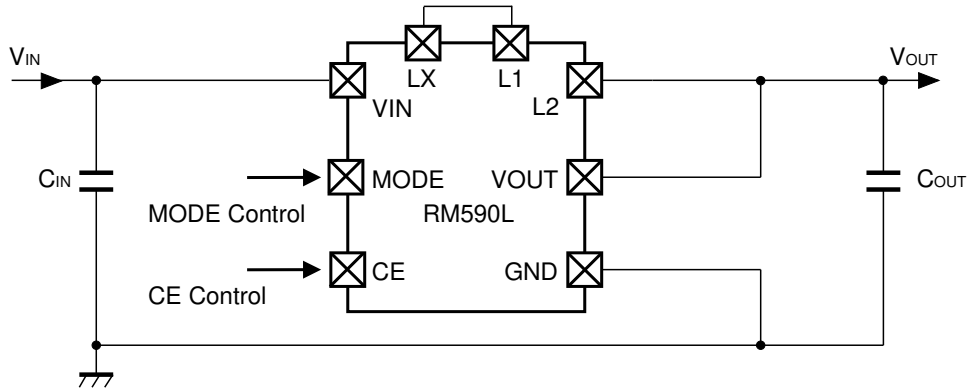 VIN
LX
L1
VOUT
VIN
L2
CIN
MODE
VOUT
COUT
MODE Control
RM590L
CE
GND
CE Control